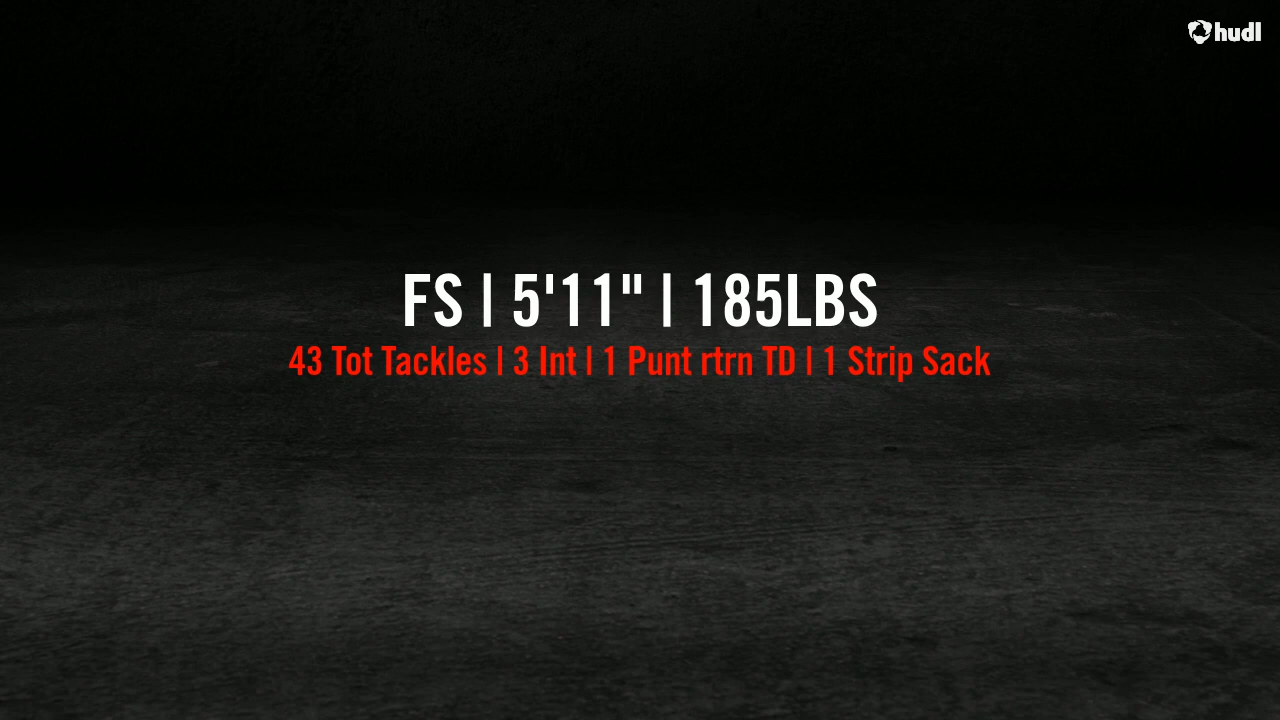 hudl
FS | 5'11" | 185LBS
43 Tot Tackles | 3 Int | 1 Punt rtrn TD | 1 Strip Sack